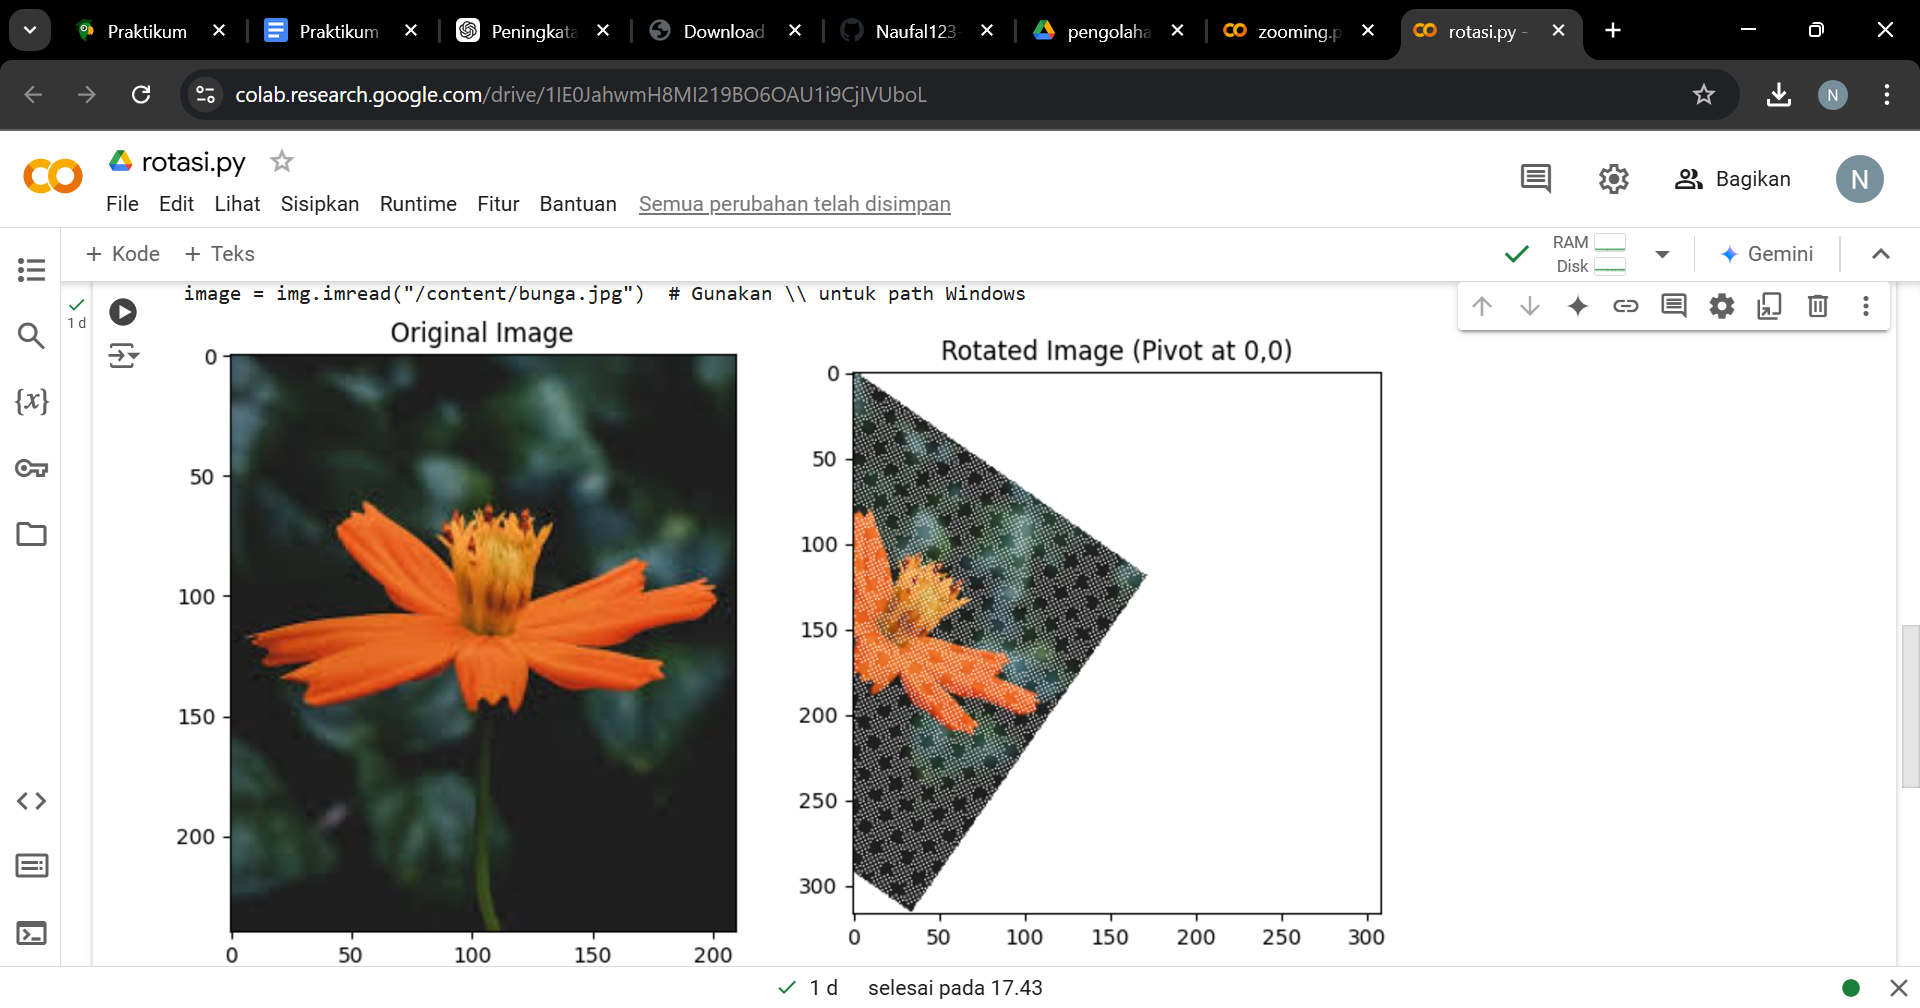 Praktikum
Praktikum
Peningkata
Download
Naufal123-
pengolaha
zooming.p
rotasi.py -
colab.research.google.com/drive/1IE0JahwmH8MI219BO6OAU1i9CjIVUboL
N
rotasi.py
File Edit Lihat Sisipkan Runtime Fitur Bantuan Semua perubahan telah disimpan
Bagikan
N
+ Kode + Teks
RAM
Disk
Gemini
1 d
image = img.imread("/content/bunga.jpg")  # Gunakan \\ untuk path Windows
Original Image
0
50
100
150
200
0 50 100 150 200
Rotated Image (Pivot at 0,0)
0
50
100
150
200
250
300
0 50 100 150 200 250 300
{x}
1 d selesai pada 17.43